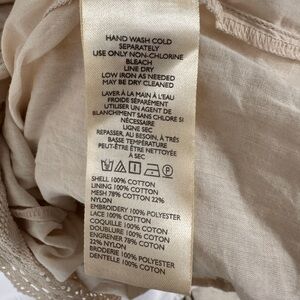 HAND WASH COLD
SEPARATELY
USE ONLY NON-CHLORINE
BLEACH
LINE DRY
LOW IRON AS NEEDED
MAY BE DRY CLEANED
LAVER À LA MAIN À L'EAU
FROIDE SÉPARÉMENT
UTILISER UN AGENT DE
BLANCHIMENT SANS CHLORE SI
NÉCESSAIRE
LIGNE SEC
REPASSER, AU BESOIN, À TRÈS
BASSE TEMPÉRATURE
PEUT-ÊTRE ÊTRE NETTOYÉE
À SEC
P
SHELL 100% COTTON
LINING 100% COTTON
MESH 78% COTTON 22%
NYLON
EMBROIDERY 100% POLYESTER
LACE 100% COTTON
COQUILLE 100% COTON
DOUBLURE 100% COTON
ENGRENER 78% COTON
22% NYLON
BRODERIE 100% POLYESTER
DENTELLE 100% COTON